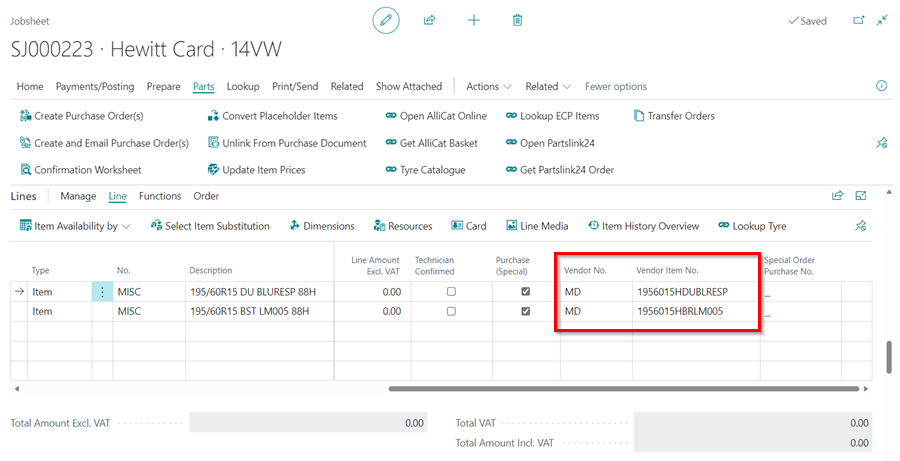 Jobsheet
Saved
SJ000223 · Hewitt Card · 14VW
Home Payments/Posting Prepare Parts Lookup Print/Send Related Show Attached Actions Related Fewer options
Create Purchase Order(s) Convert Placeholder Items Open AlliCat Online Lookup ECP Items Transfer Orders
Create and Email Purchase Order(s) Unlink From Purchase Document Get AlliCat Basket Open Partslink24
Confirmation Worksheet Update Item Prices Tyre Catalogue Get Partslink24 Order
Lines Manage Line Functions Order
Item Availability by Select Item Substitution Dimensions Resources Card Line Media Item History Overview Lookup Tyre
Type No. Description Line Amount Excl. VAT Technician Confirmed Purchase (Special) Vendor No. Vendor Item No. Special Order Purchase No.
Item MISC 195/60R15 DU BLURESP 88H 0.00 MD 1956015HDUBLRESP _
Item MISC 195/60R15 BST LM005 88H 0.00 MD 1956015HBRLM005 _
Total Amount Excl. VAT 0.00 Total VAT 0.00
Total Amount Incl. VAT 0.00